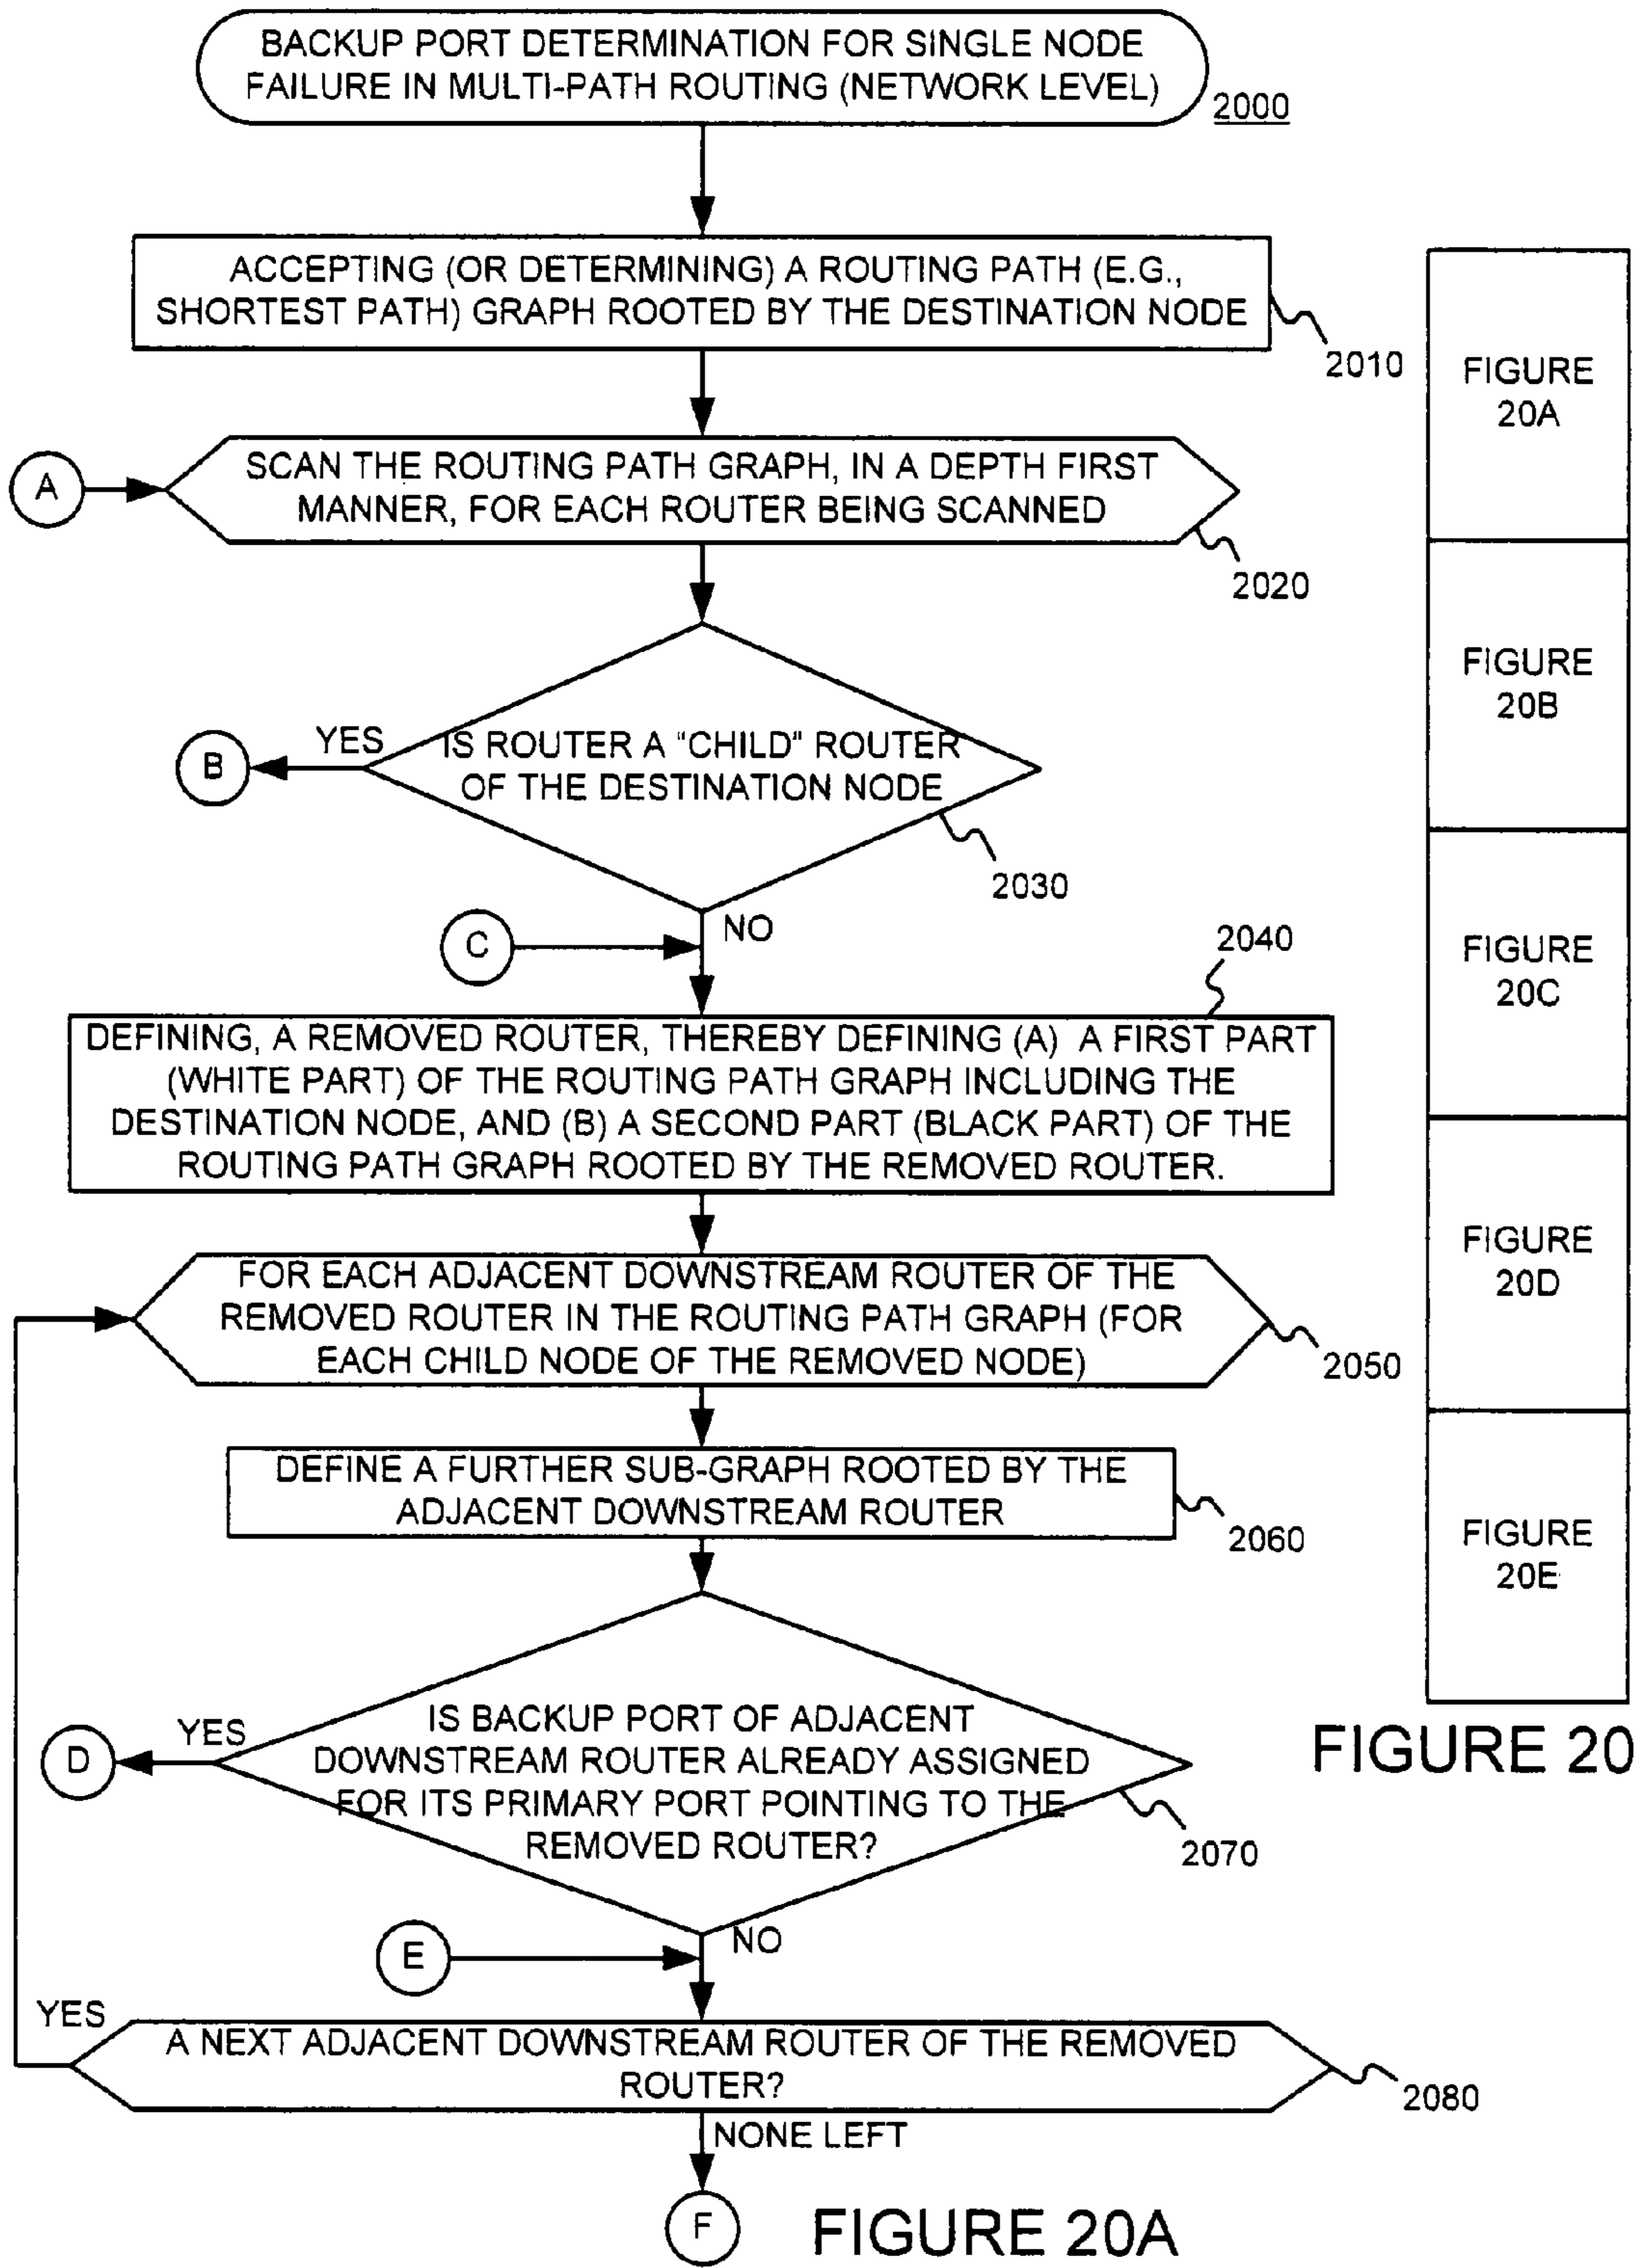 BACKUP PORT DETERMINATION FOR SINGLE NODE
FAILURE IN MULTI-PATH ROUTING (NETWORK LEVEL)
2000
ACCEPTING (OR DETERMINING) A ROUTING PATH (E.G.,
SHORTEST PATH) GRAPH ROOTED BY THE DESTINATION NODE
2010
A
SCAN THE ROUTING PATH GRAPH, IN A DEPTH FIRST
MANNER, FOR EACH ROUTER BEING SCANNED
2020
B
YES
IS ROUTER A "CHILD" ROUTER
OF THE DESTINATION NODE
2030
NO
C
2040
DEFINING, A REMOVED ROUTER, THEREBY DEFINING (A) A FIRST PART
(WHITE PART) OF THE ROUTING PATH GRAPH INCLUDING THE
DESTINATION NODE, AND (B) A SECOND PART (BLACK PART) OF THE
ROUTING PATH GRAPH ROOTED BY THE REMOVED ROUTER.
FOR EACH ADJACENT DOWNSTREAM ROUTER OF THE
REMOVED ROUTER IN THE ROUTING PATH GRAPH (FOR
EACH CHILD NODE OF THE REMOVED NODE)
2050
DEFINE A FURTHER SUB-GRAPH ROOTED BY THE
ADJACENT DOWNSTREAM ROUTER
2060
D
YES
IS BACKUP PORT OF ADJACENT
DOWNSTREAM ROUTER ALREADY ASSIGNED
FOR ITS PRIMARY PORT POINTING TO THE
REMOVED ROUTER?
2070
NO
E
YES
A NEXT ADJACENT DOWNSTREAM ROUTER OF THE REMOVED
ROUTER?
2080
NONE LEFT
F
FIGURE 20A
FIGURE
20A
FIGURE
20B
FIGURE
20C
FIGURE
20D
FIGURE
20E
FIGURE 20